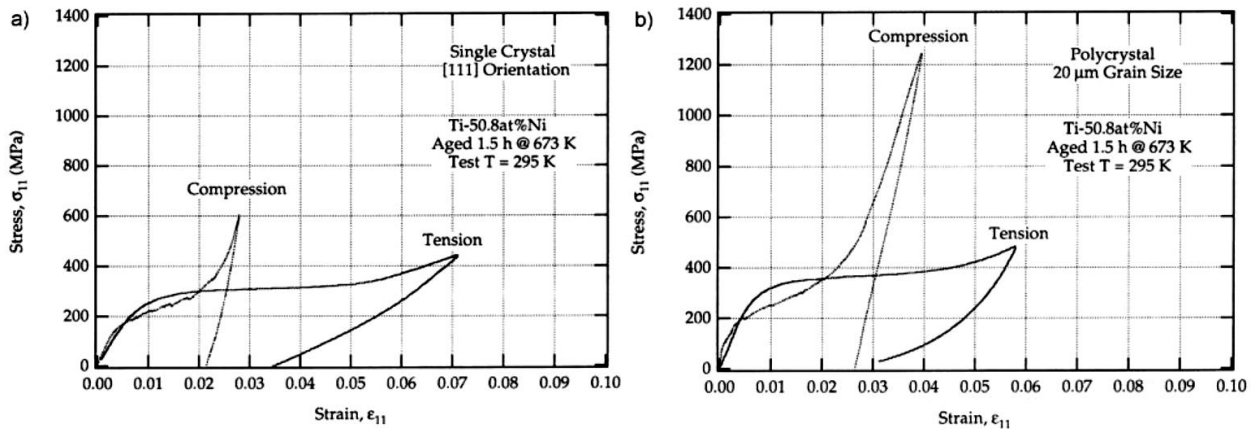 a)
1400
1200
1000
800
600
400
200
0
Stress, σ11 (MPa)
Single Crystal
[111] Orientation
Ti-50.8at%Ni
Aged 1.5 h @ 673 K
Test T = 295 K
Compression
Tension
0.00 0.01 0.02 0.03 0.04 0.05 0.06 0.07 0.08 0.09 0.10
Strain, ε11
b)
1400
1200
1000
800
600
400
200
0
Stress, σ11 (MPa)
Compression
Polycrystal
20 μm Grain Size
Ti-50.8at%Ni
Aged 1.5 h @ 673 K
Test T = 295 K
Tension
0.00 0.01 0.02 0.03 0.04 0.05 0.06 0.07 0.08 0.09 0.10
Strain, ε11